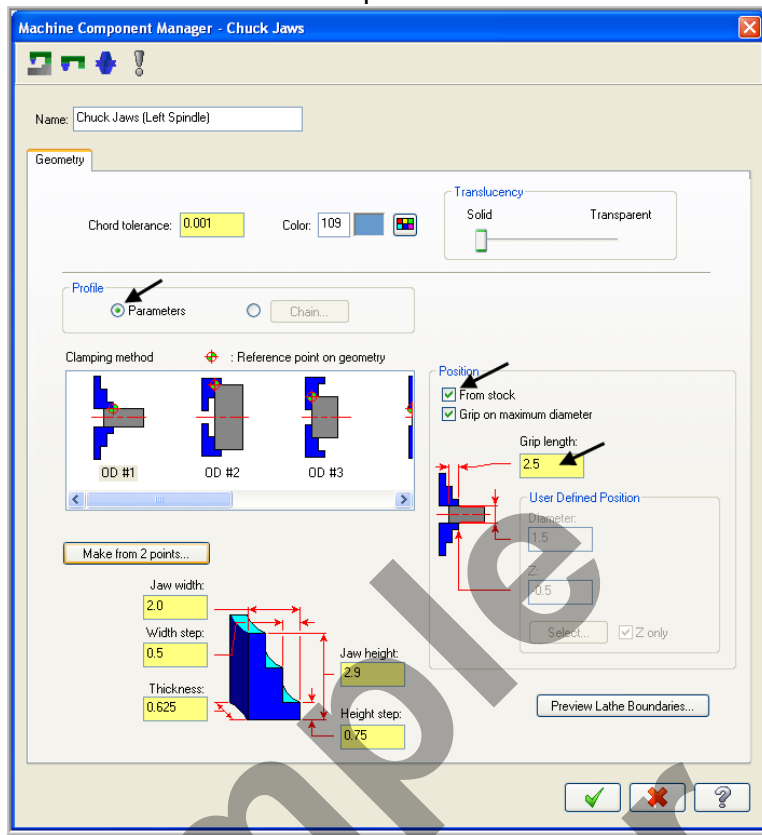 Machine Component Manager - Chuck Jaws
Name: Chuck Jaws (Left Spindle)
Geometry
Translucency
Solid Transparent
Chord tolerance: 0.001 Color: 109
Profile
Parameters Chain...
Clamping method : Reference point on geometry
OD #1 OD #2 OD #3
Position
From stock
Grip on maximum diameter
Grip length:
2.5
User Defined Position
Diameter:
1.5
Z:
-0.5
Select... Z only
Make from 2 points...
Jaw width:
2.0
Width step:
0.5
Thickness:
0.625
Jaw height:
2.9
Height step:
0.75
Preview Lathe Boundaries...